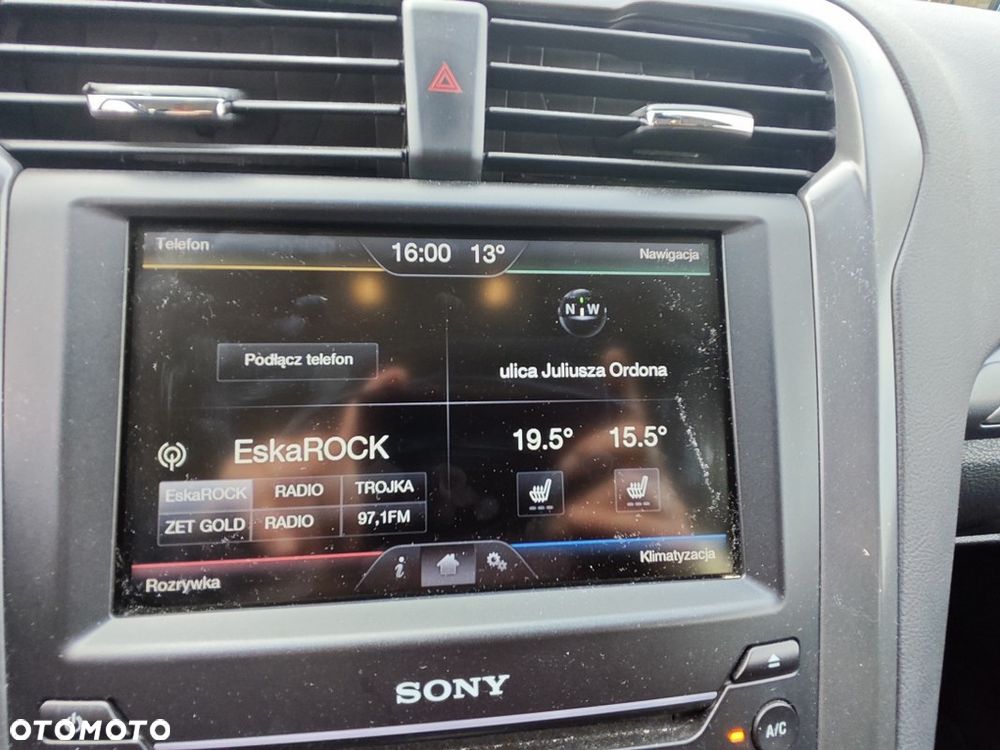 Telefon
16:00 13°
Nawigacja
N W
Podłącz telefon
ulica Juliusza Ordona
EskaROCK
19.5° 15.5°
EskaROCK RADIO TROJKA
ZET GOLD RADIO 97,1FM
Rozrywka
i
Klimatyzacja
SONY
A/C
OTOMOTO